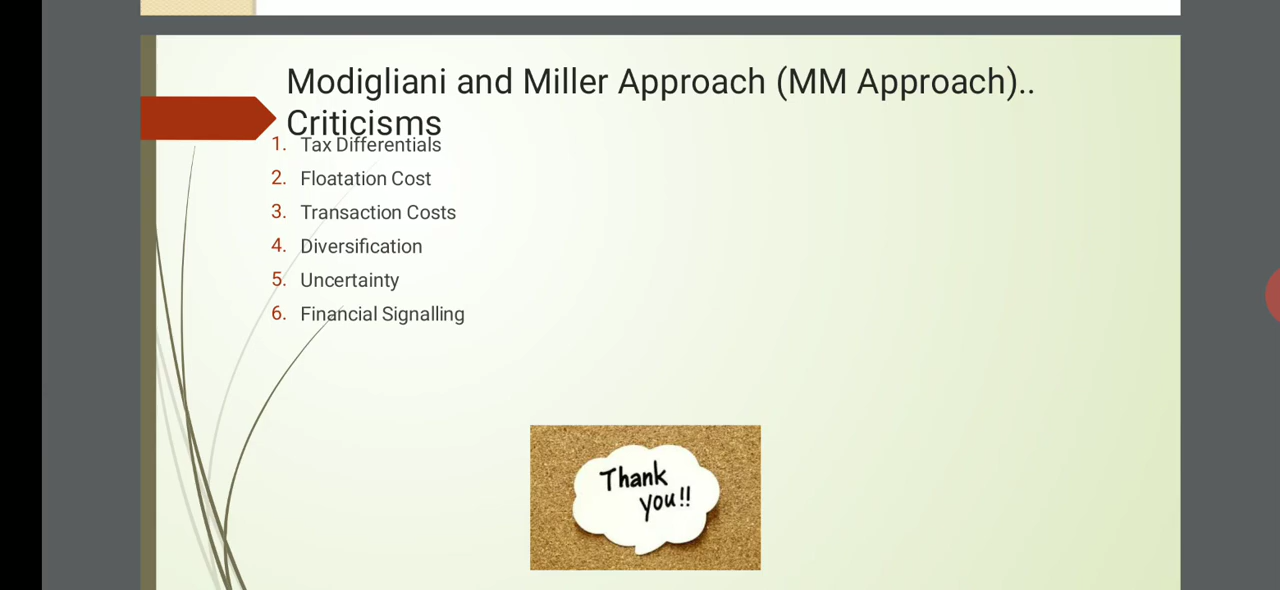 Modigliani and Miller Approach (MM Approach)..
Criticisms
1. Tax Differentials
2. Floatation Cost
3. Transaction Costs
4. Diversification
5. Uncertainty
6. Financial Signalling
Thank
you!!